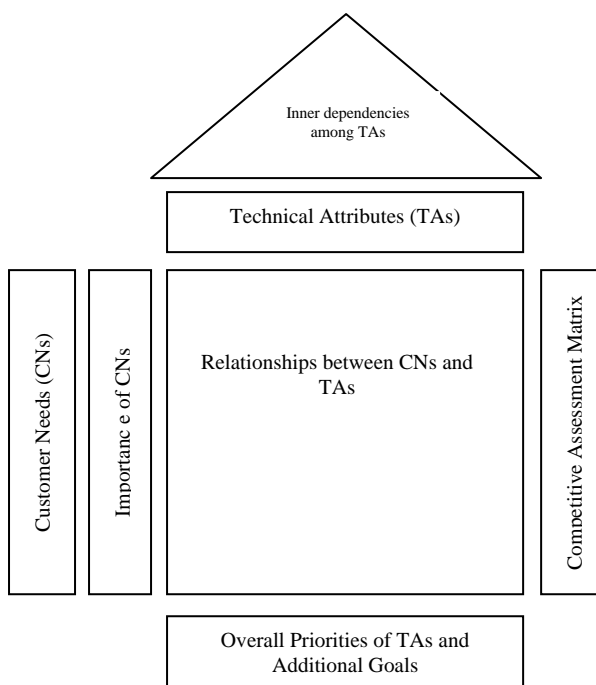 Inner dependencies
among TAs
Technical Attributes (TAs)
Customer Needs (CNs)
Importanc e of CNs
Relationships between CNs and
TAs
Competitive Assessment Matrix
Overall Priorities of TAs and
Additional Goals